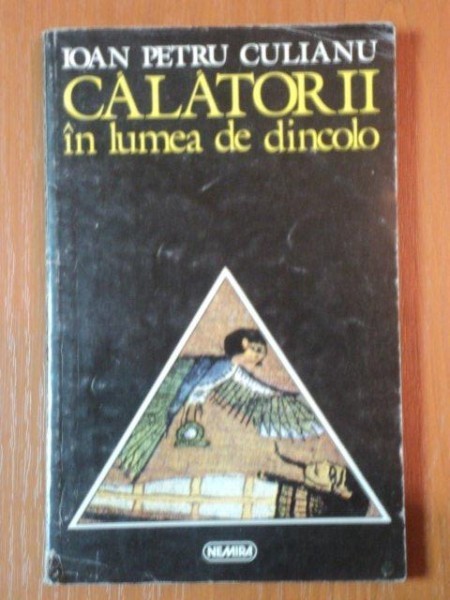 IOAN PETRU CULIANU
CĂLĂTORII
în lumea de dincolo
NEMIRA